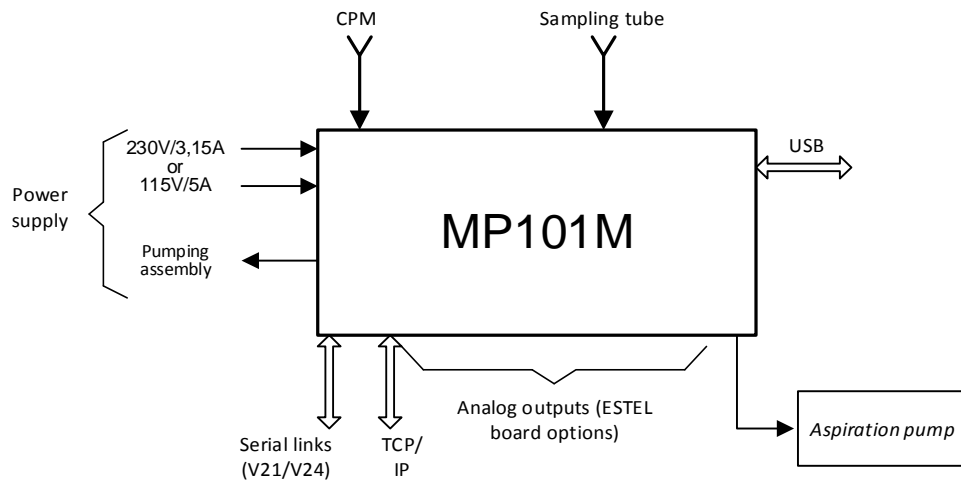 CPM
Sampling tube
230V/3,15A
or
115V/5A
Power
supply
Pumping
assembly
MP101M
USB
Analog outputs (ESTEL
board options)
Serial links
(V21/V24)
TCP/
IP
Aspiration pump